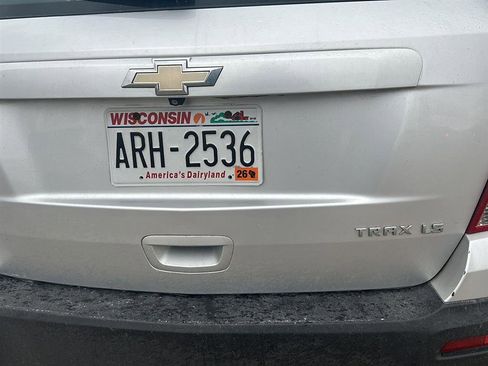 WISCONSIN
ARH-2536
America's Dairyland
26
TRAX LS